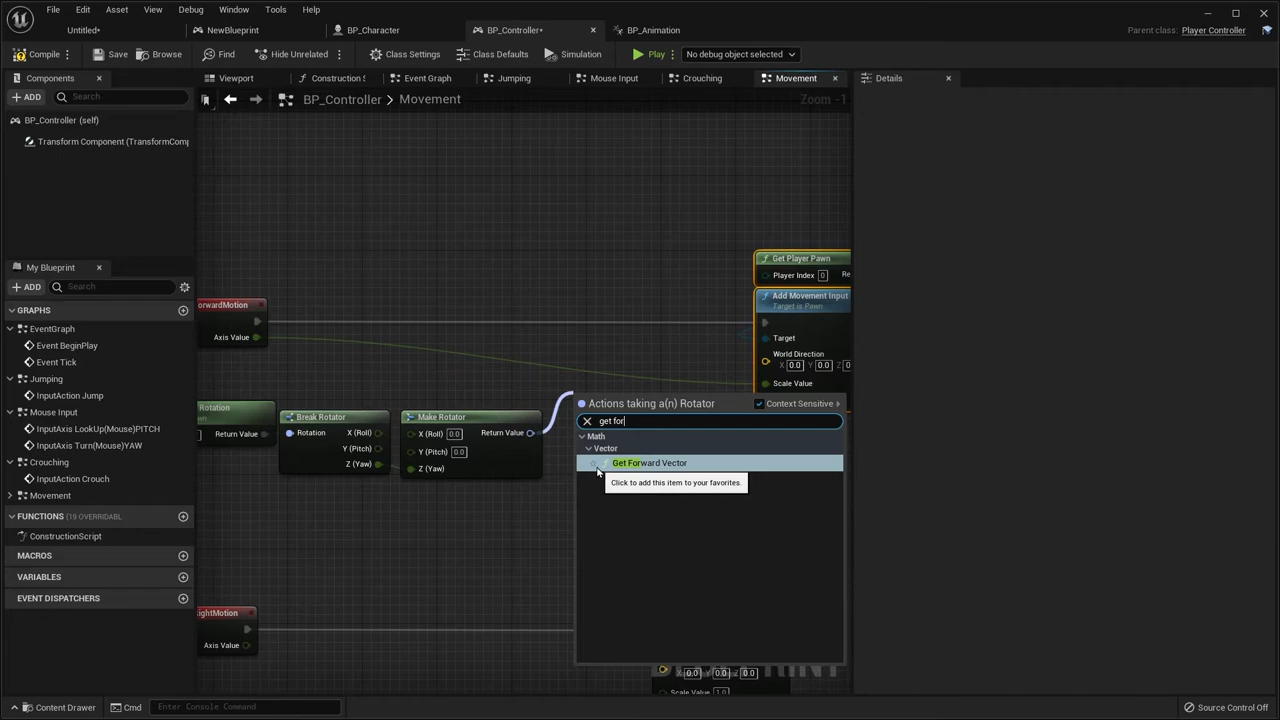 File Edit Asset View Debug Window Tools Help
Untitled• NewBlueprint BP_Character BP_Controller• BP_Animation Parent class: Player Controller
Compile Save Browse Find Hide Unrelated Class Settings Class Defaults Simulation Play No debug object selected
Components Viewport Construction S Event Graph Jumping Mouse Input Crouching Movement Details
ADD Search BP_Controller Movement Zoom -1
BP_Controller (self)
Transform Component (TransformComp
My Blueprint
ADD Search
GRAPHS
EventGraph
Event BeginPlay
Event Tick
Jumping
InputAction Jump
Mouse Input
InputAxis LookUp(Mouse)PITCH
InputAxis Turn(Mouse)YAW
Crouching
InputAction Crouch
Movement
FUNCTIONS (19 OVERRIDABL
ConstructionScript
MACROS
VARIABLES
EVENT DISPATCHERS
Get Player Pawn
Player Index 0 Re
Add Movement Input
Target is Pawn
Target
World Direction
X 0.0 Y 0.0 Z 0
Scale Value
orwardMotion
Axis Value
Rotation
Return Value
Break Rotator
Rotation X (Roll)
Y (Pitch)
Z (Yaw)
Make Rotator
X (Roll) 0.0 Return Value
Y (Pitch) 0.0
Z (Yaw)
Actions taking a(n) Rotator Context Sensitive
get for
Math
Vector
Get Forward Vector
Click to add this item to your favorites.
ightMotion
Axis Value
X 0.0 Y 0.0 Z 0.0
Scale Value 1.0
Content Drawer Cmd Enter Console Command Source Control Off